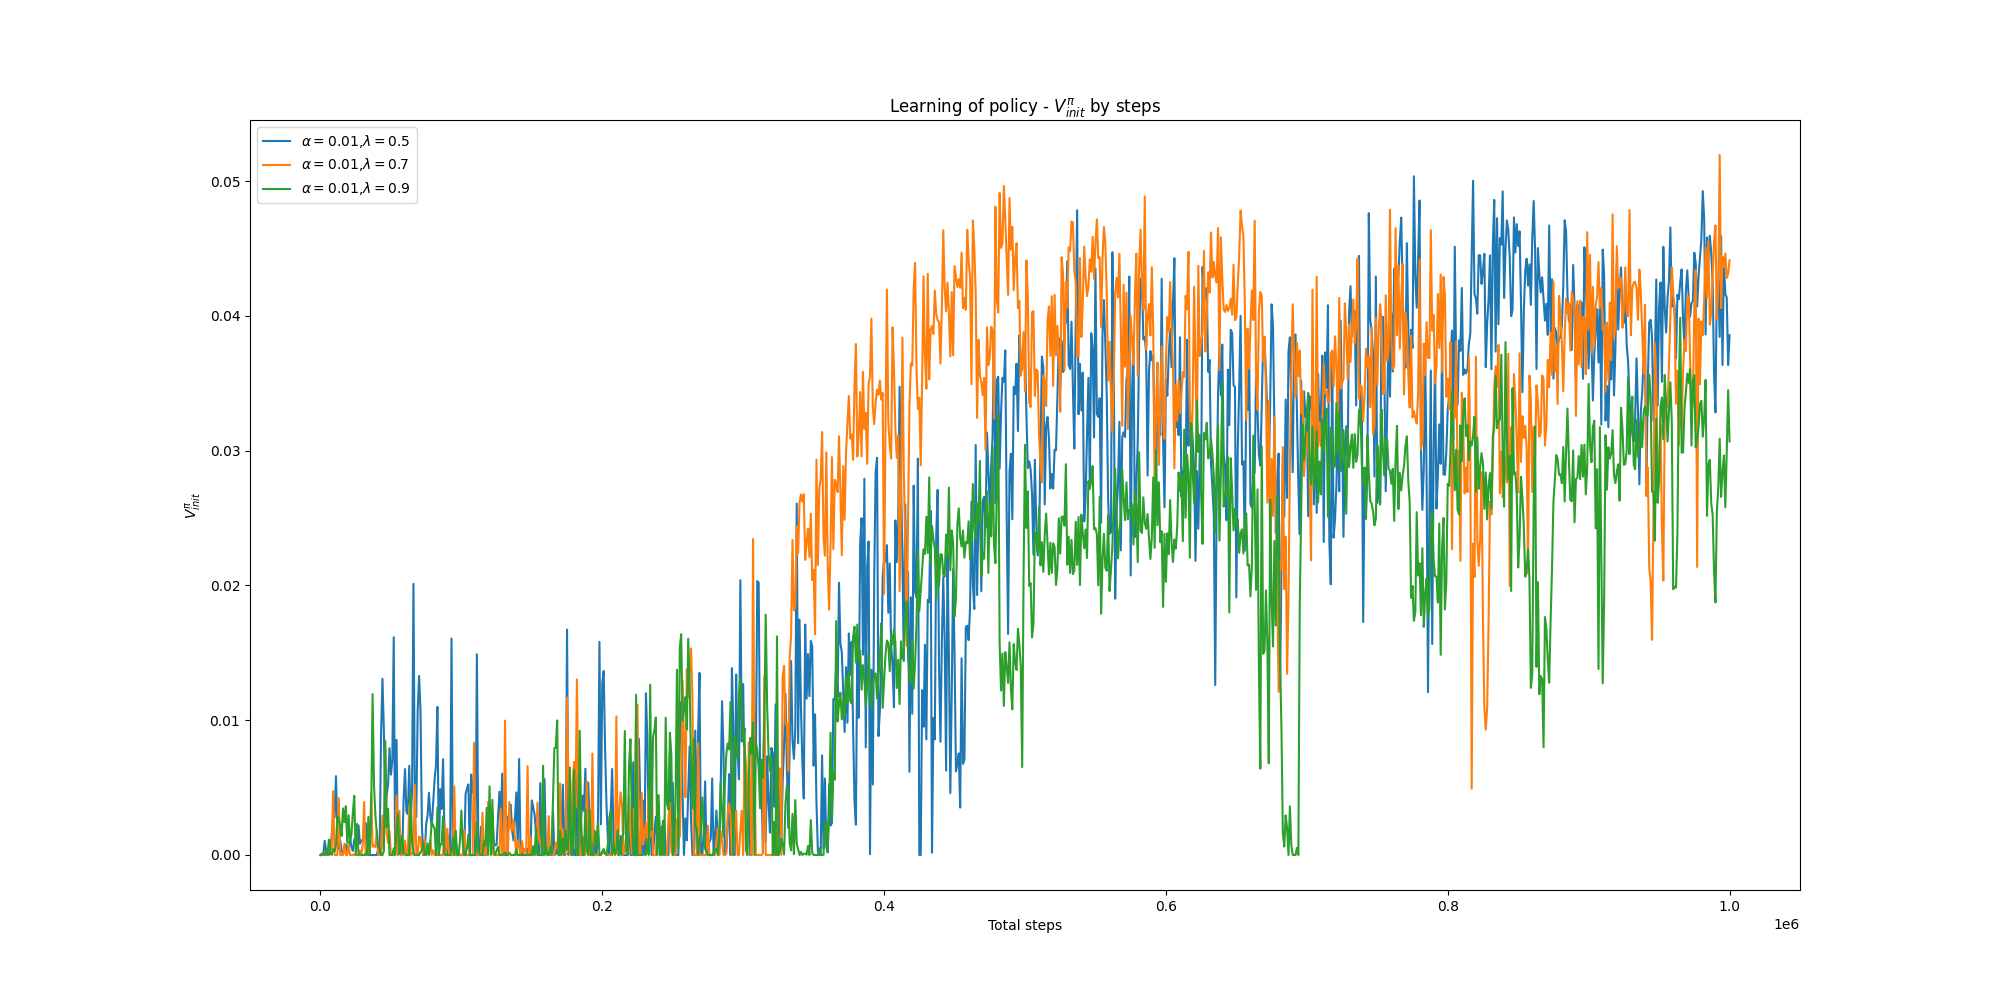 Learning of policy - V^π_init by steps
α = 0.01,λ = 0.5
α = 0.01,λ = 0.7
α = 0.01,λ = 0.9
V^π_init
0.05
0.04
0.03
0.02
0.01
0.00
0.0 0.2 0.4 0.6 0.8 1.0
Total steps
1e6